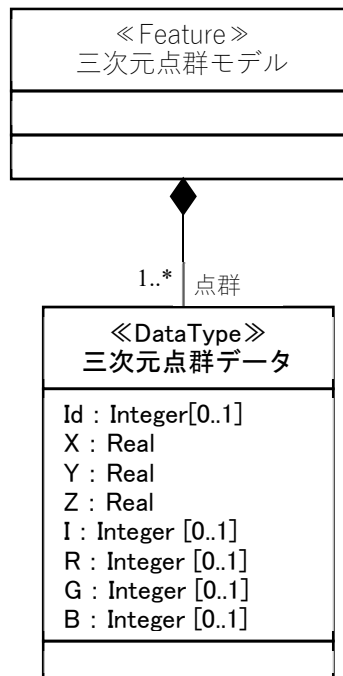 ≪Feature≫
三次元点群モデル
1..* 点群
≪DataType≫
三次元点群データ
Id : Integer[0..1]
X : Real
Y : Real
Z : Real
I : Integer [0..1]
R : Integer [0..1]
G : Integer [0..1]
B : Integer [0..1]